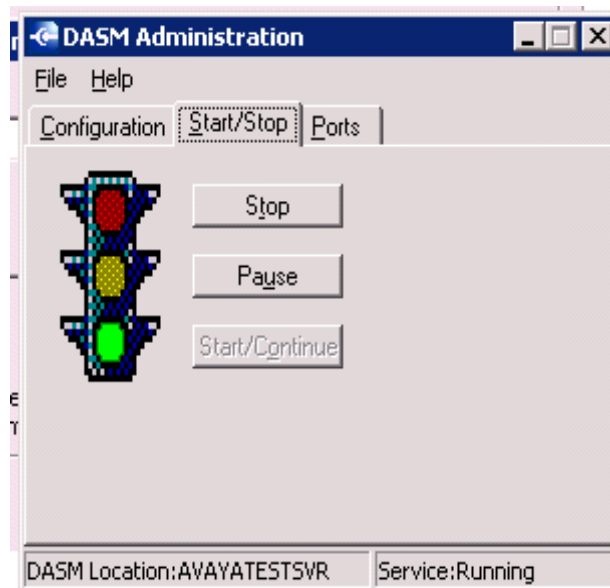 DASM Administration
File Help
Configuration Start/Stop Ports
Stop
Pause
Start/Continue
DASM Location:AVAYATESTSVR Service:Running